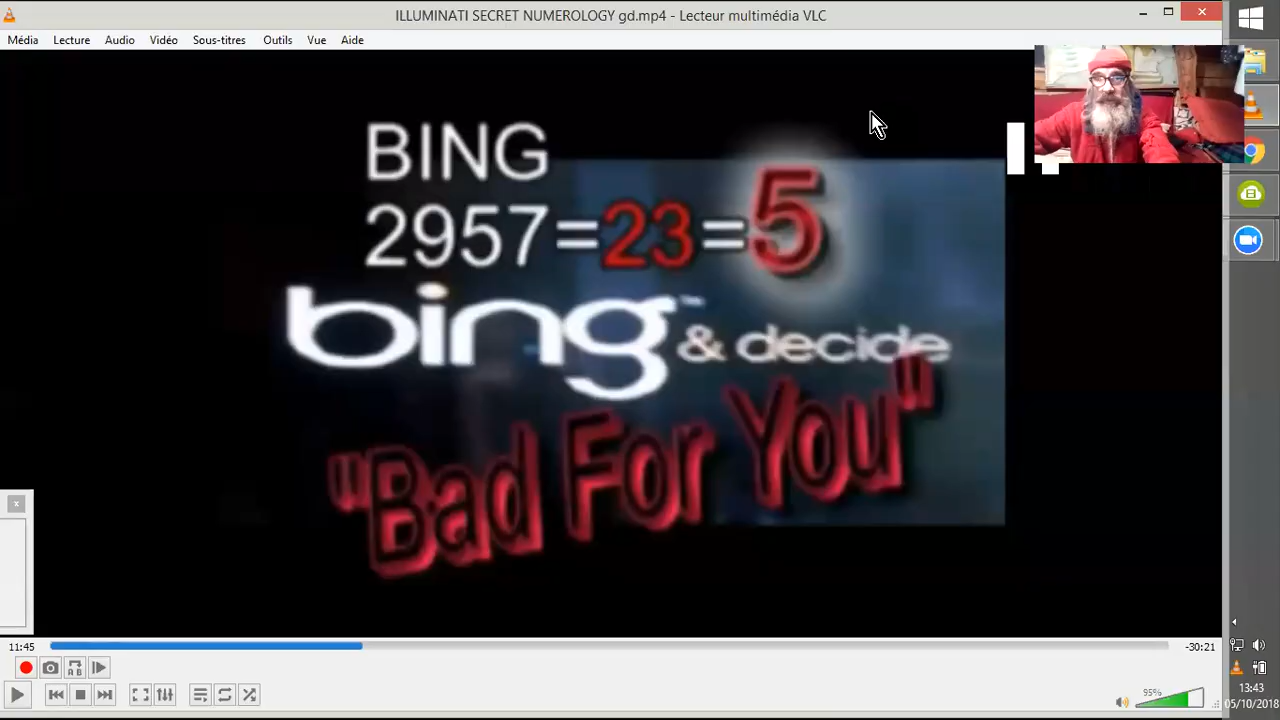 ILLUMINATI SECRET NUMEROLOGY gd.mp4 - Lecteur multimédia VLC
Média Lecture Audio Vidéo Sous-titres Outils Vue Aide
BING
2957=23=5
bing™ & decide
"Bad For You"
11:45
-30:21
95%
13:43
05/10/2018